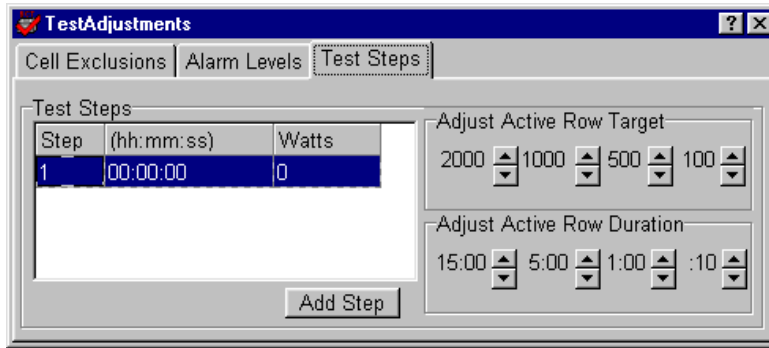 TestAdjustments
Cell Exclusions Alarm Levels Test Steps
Test Steps
Step (hh:mm:ss) Watts
1 00:00:00 0
Add Step
Adjust Active Row Target
2000 1000 500 100
Adjust Active Row Duration
15:00 5:00 1:00 :10